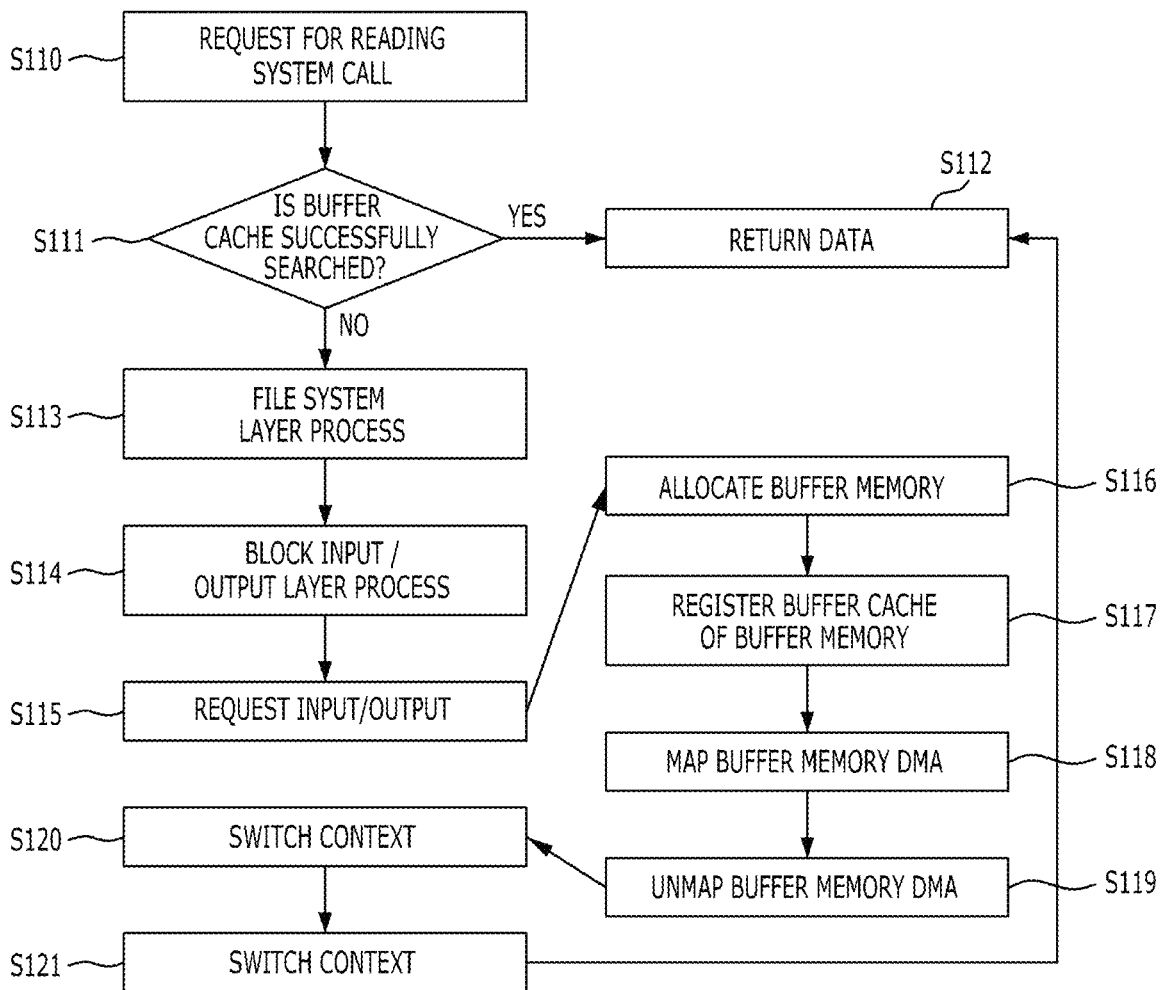 S110
REQUEST FOR READING
SYSTEM CALL
S111
IS BUFFER
CACHE SUCCESSFULLY
SEARCHED?
YES
NO
S112
RETURN DATA
S113
FILE SYSTEM
LAYER PROCESS
S114
BLOCK INPUT /
OUTPUT LAYER PROCESS
S115
REQUEST INPUT/OUTPUT
ALLOCATE BUFFER MEMORY
S116
REGISTER BUFFER CACHE
OF BUFFER MEMORY
S117
MAP BUFFER MEMORY DMA
S118
UNMAP BUFFER MEMORY DMA
S119
S120
SWITCH CONTEXT
S121
SWITCH CONTEXT